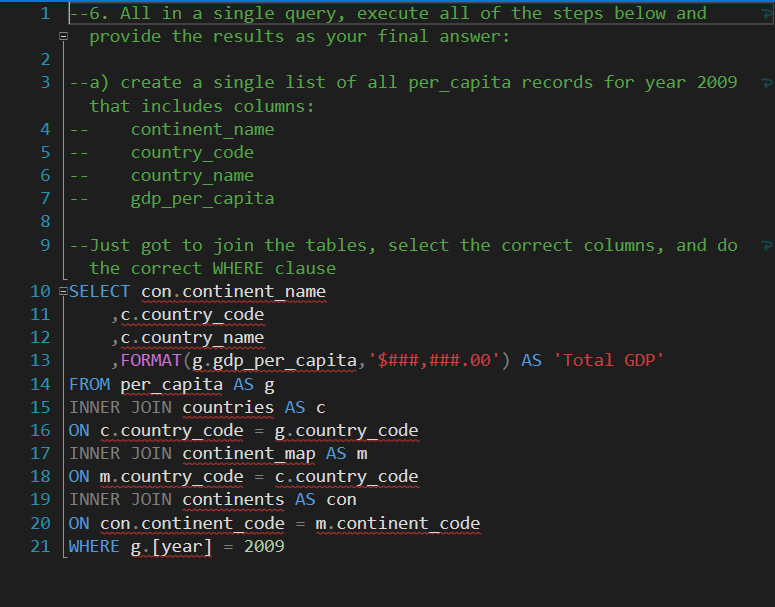 1 --6. All in a single query, execute all of the steps below and
provide the results as your final answer:
2
3 --a) create a single list of all per_capita records for year 2009
that includes columns:
4 --    continent_name
5 --    country_code
6 --    country_name
7 --    gdp_per_capita
8
9 --Just got to join the tables, select the correct columns, and do
the correct WHERE clause
10 SELECT con.continent_name
11     ,c.country_code
12     ,c.country_name
13     ,FORMAT(g.gdp_per_capita,'$###,###.00') AS 'Total GDP'
14 FROM per_capita AS g
15 INNER JOIN countries AS c
16 ON c.country_code = g.country_code
17 INNER JOIN continent_map AS m
18 ON m.country_code = c.country_code
19 INNER JOIN continents AS con
20 ON con.continent_code = m.continent_code
21 WHERE g.[year] = 2009